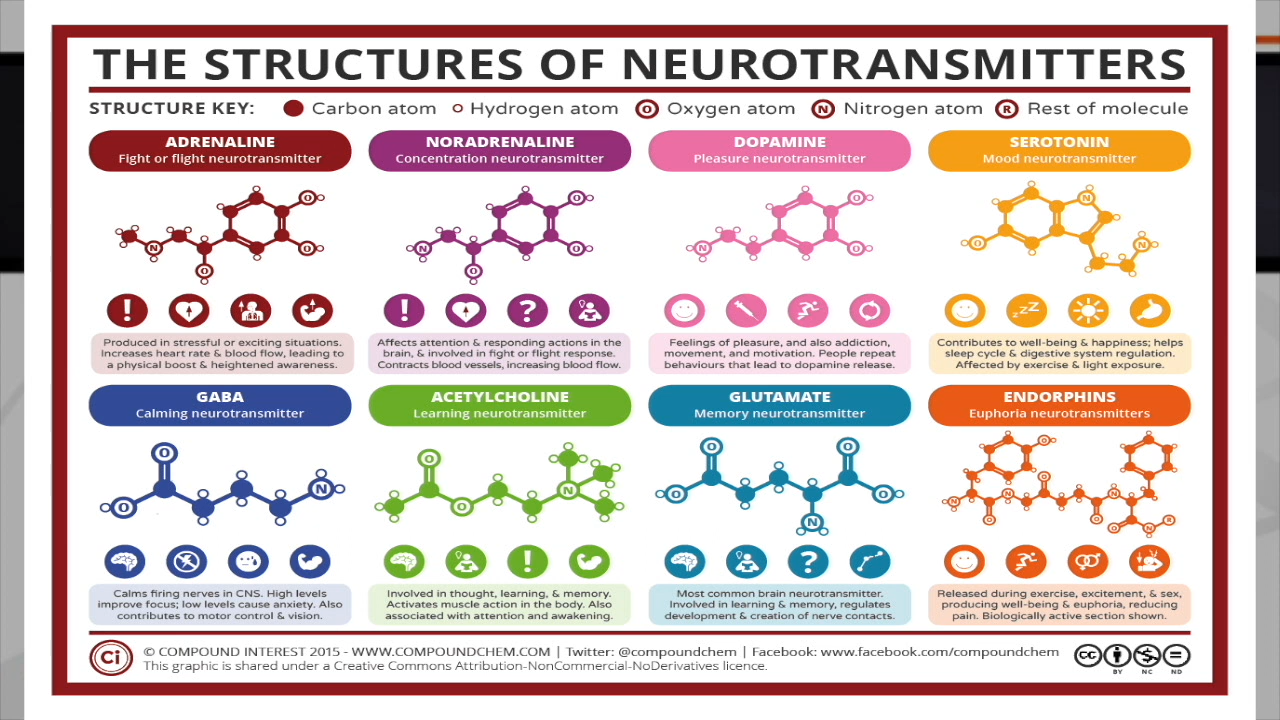 THE STRUCTURES OF NEUROTRANSMITTERS
STRUCTURE KEY: Carbon atom Hydrogen atom O Oxygen atom N Nitrogen atom R Rest of molecule
ADRENALINE
Fight or flight neurotransmitter
NORADRENALINE
Concentration neurotransmitter
DOPAMINE
Pleasure neurotransmitter
SEROTONIN
Mood neurotransmitter
Produced in stressful or exciting situations.
Increases heart rate & blood flow, leading to
a physical boost & heightened awareness.
Affects attention & responding actions in the
brain, & involved in fight or flight response.
Contracts blood vessels, increasing blood flow.
Feelings of pleasure, and also addiction,
movement, and motivation. People repeat
behaviours that lead to dopamine release.
Contributes to well-being & happiness; helps
sleep cycle & digestive system regulation.
Affected by exercise & light exposure.
GABA
Calming neurotransmitter
ACETYLCHOLINE
Learning neurotransmitter
GLUTAMATE
Memory neurotransmitter
ENDORPHINS
Euphoria neurotransmitters
Calms firing nerves in CNS. High levels
improve focus; low levels cause anxiety. Also
contributes to motor control & vision.
Involved in thought, learning, & memory.
Activates muscle action in the body. Also
associated with attention and awakening.
Most common brain neurotransmitter.
Involved in learning & memory, regulates
development & creation of nerve contacts.
Released during exercise, excitement, & sex,
producing well-being & euphoria, reducing
pain. Biologically active section shown.
Ci
© COMPOUND INTEREST 2015 - WWW.COMPOUNDCHEM.COM | Twitter: @compoundchem | Facebook: www.facebook.com/compoundchem
This graphic is shared under a Creative Commons Attribution-NonCommercial-NoDerivatives licence.
cc
BY NC ND